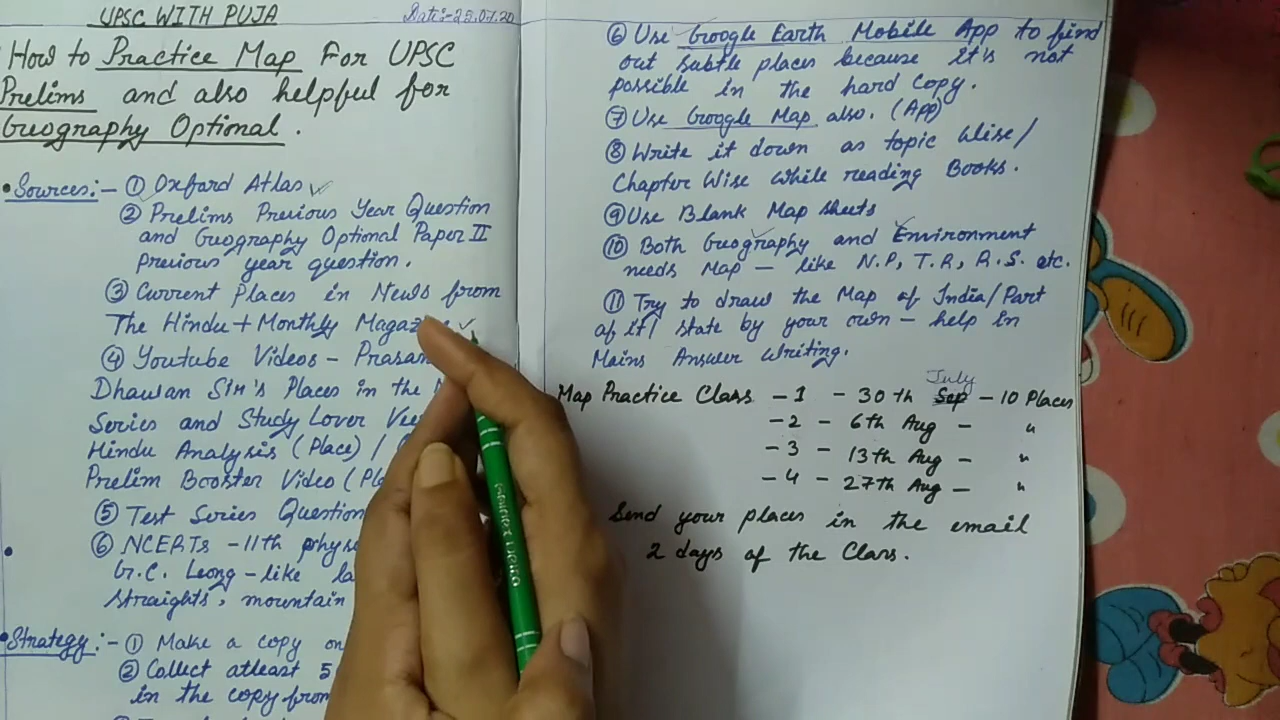 UPSC WITH PUJA
Date:- 25.07.20
How to Practice Map For UPSC
Prelims and also helpful for
Geography Optional.
• Sources:- ① Oxford Atlas ✓
② Prelims Previous Year Question
and Geography Optional Paper II
previous year question.
③ Current Places in News from
The Hindu + Monthly ✓
④ Youtube Videos -
Dhawan Sir's Places in the
Series and Study Lover
Hindu Analysis (Place) /
Prelim Booster Video
⑤ Test Series
⑥ NCERTs - 11th
G.C. Leong - like
Straights, mountain
• Strategy:- ① Make a copy
② Collect atleast 5
in the copy from
⑥ Use Google Earth Mobile App to find
out subtle places because it's not
possible in the hard copy.
⑦ Use Google Map also. (App)
⑧ Write it down as topic Wise/
Chapter Wise While reading Books.
⑨ Use Blank Map sheets
⑩ Both Geography and Environment
needs Map - like N.P, T.R, R.S. etc.
⑪ Try to draw the Map of India/Part
of it/ state by your own - help in
Mains Answer Writing.
Map Practice Class - 1 - 30th July - 10 Places
- 2 - 6th Aug - "
- 3 - 13th Aug - "
- 4 - 27th Aug - "
Send your places in the email
2 days of the Class.